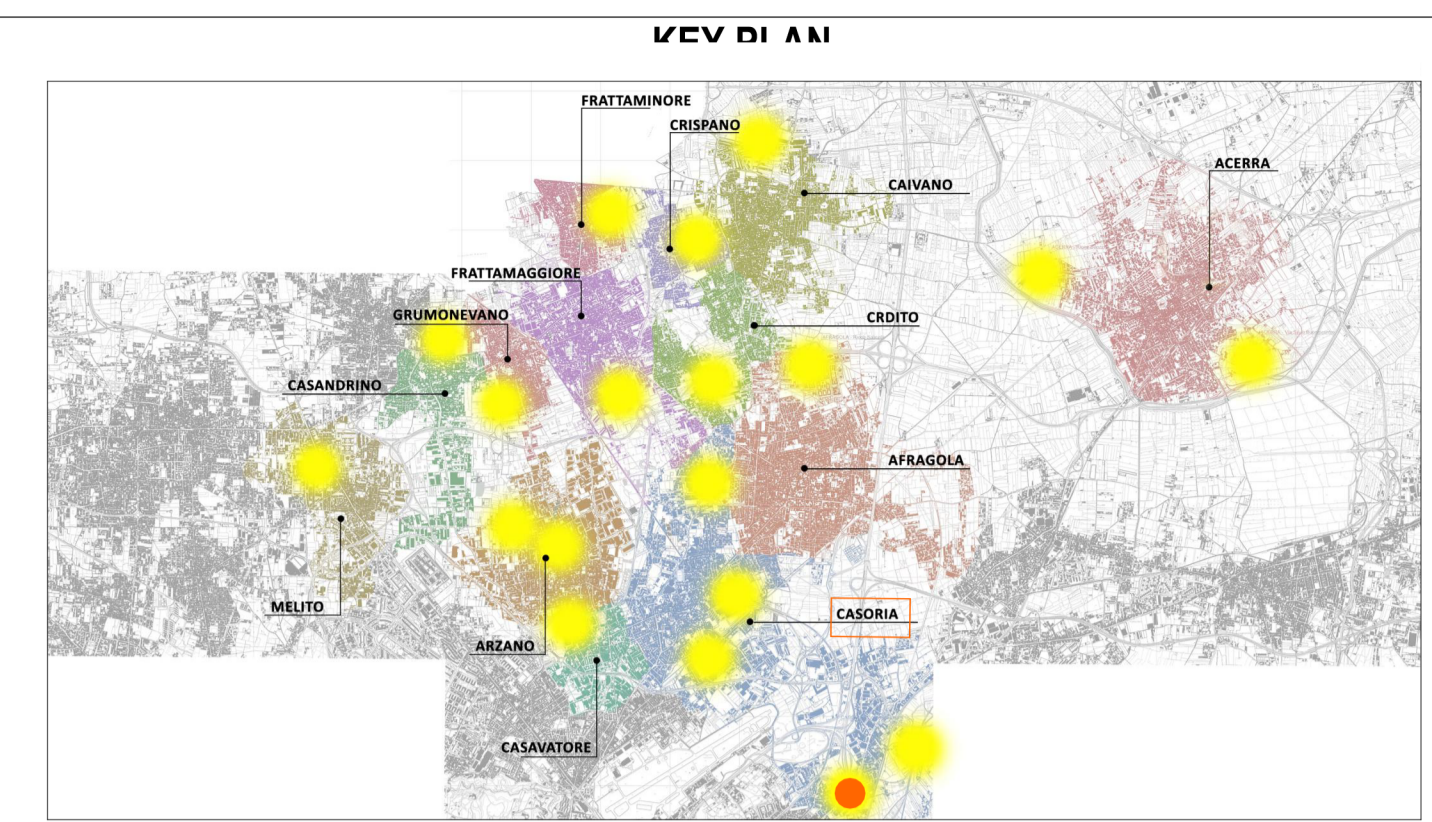 KEY PLAN
FRATTAMINORE
CRISPANO
ACERRA
CAIVANO
FRATTAMAGGIORE
GRUMONEVANO
CRDITO
CASANDRINO
AFRAGOLA
MELITO
CASORIA
ARZANO
CASAVATORE